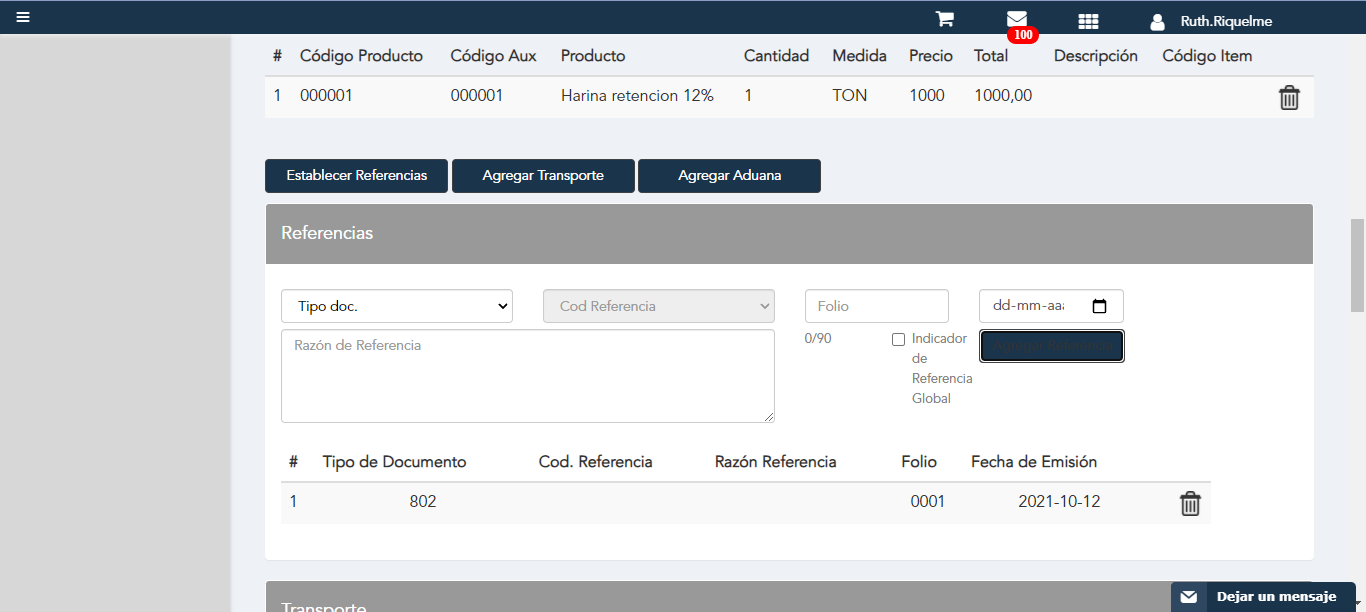 Ruth.Riquelme
100
# Código Producto Código Aux Producto Cantidad Medida Precio Total Descripción Código Item
1 000001 000001 Harina retencion 12% 1 TON 1000 1000,00
Establecer Referencias Agregar Transporte Agregar Aduana
Referencias
Tipo doc. Cod Referencia Folio dd-mm-aaa
Razón de Referencia 0/90 Indicador
de
Referencia
Global
# Tipo de Documento Cod. Referencia Razón Referencia Folio Fecha de Emisión
1 802 0001 2021-10-12
Transporte
Dejar un mensaje